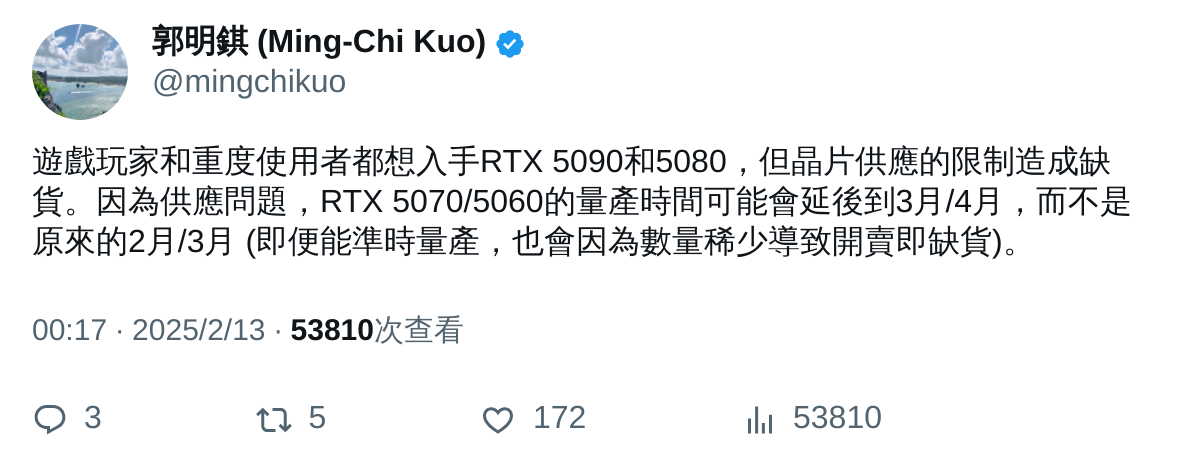 郭明錤 (Ming-Chi Kuo)
@mingchikuo
遊戲玩家和重度使用者都想入手RTX 5090和5080，但晶片供應的限制造成缺
貨。因為供應問題，RTX 5070/5060的量產時間可能會延後到3月/4月，而不是
原來的2月/3月 (即便能準時量產，也會因為數量稀少導致開賣即缺貨)。
00:17 · 2025/2/13 · 53810次查看
3 5 172 53810